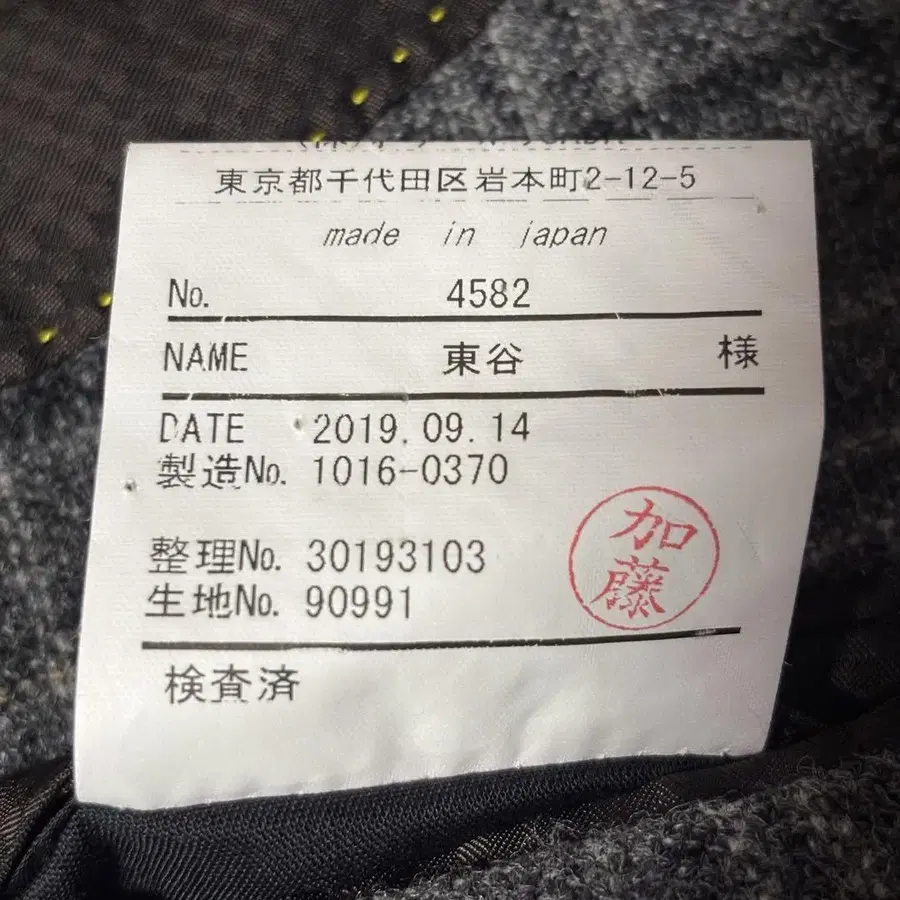 東京都千代田区岩本町2-12-5
made in japan
No. 4582
NAME 東谷 様
DATE 2019.09.14
製造No. 1016-0370
整理No. 30193103
生地No. 90991
加藤
検査済